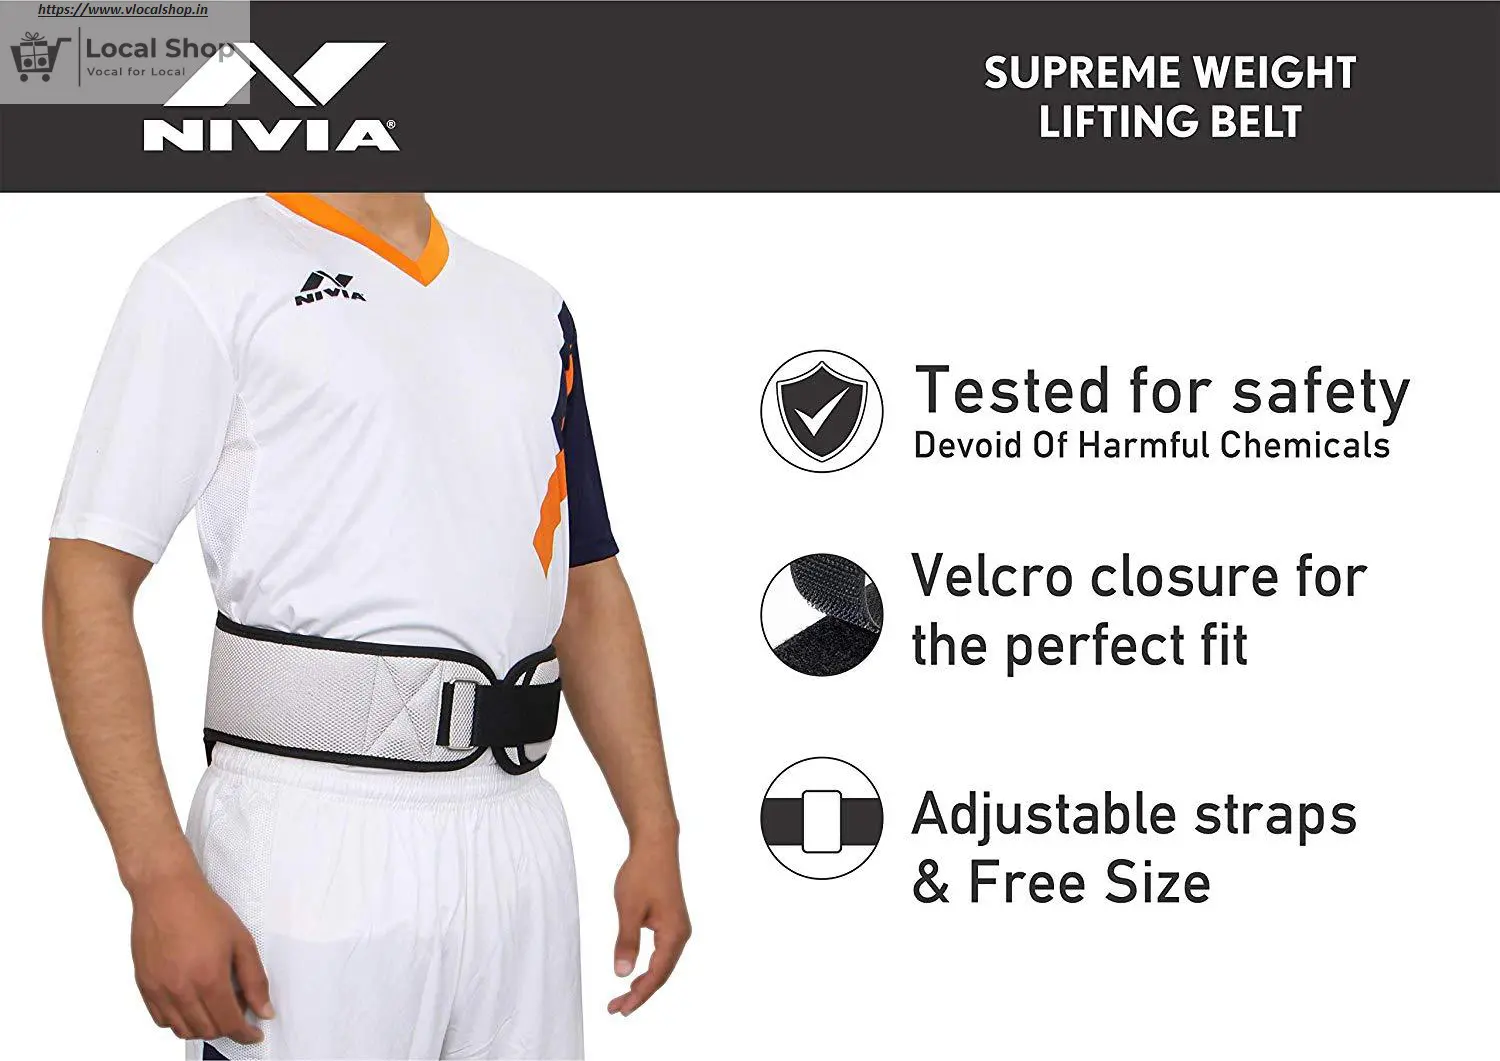 https://www.vlocalshop.in
Local Shop
Vocal for Local
NIVIA®
SUPREME WEIGHT
LIFTING BELT
NIVIA
Tested for safety
Devoid Of Harmful Chemicals
Velcro closure for
the perfect fit
Adjustable straps
& Free Size